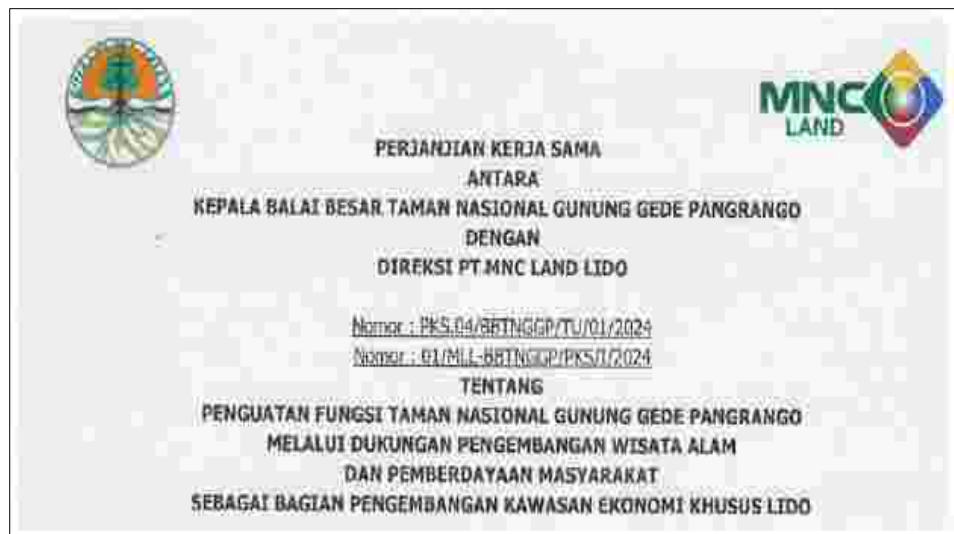 MNC
LAND
PERJANJIAN KERJA SAMA
ANTARA
KEPALA BALAI BESAR TAMAN NASIONAL GUNUNG GEDE PANGRANGO
DENGAN
DIREKSI PT.MNC LAND LIDO
Nomor : PKS.04/BBTNGGP/TU/01/2024
Nomor : 01/MLL-BBTNGGP/PKS/I/2024
TENTANG
PENGUATAN FUNGSI TAMAN NASIONAL GUNUNG GEDE PANGRANGO
MELALUI DUKUNGAN PENGEMBANGAN WISATA ALAM
DAN PEMBERDAYAAN MASYARAKAT
SEBAGAI BAGIAN PENGEMBANGAN KAWASAN EKONOMI KHUSUS LIDO